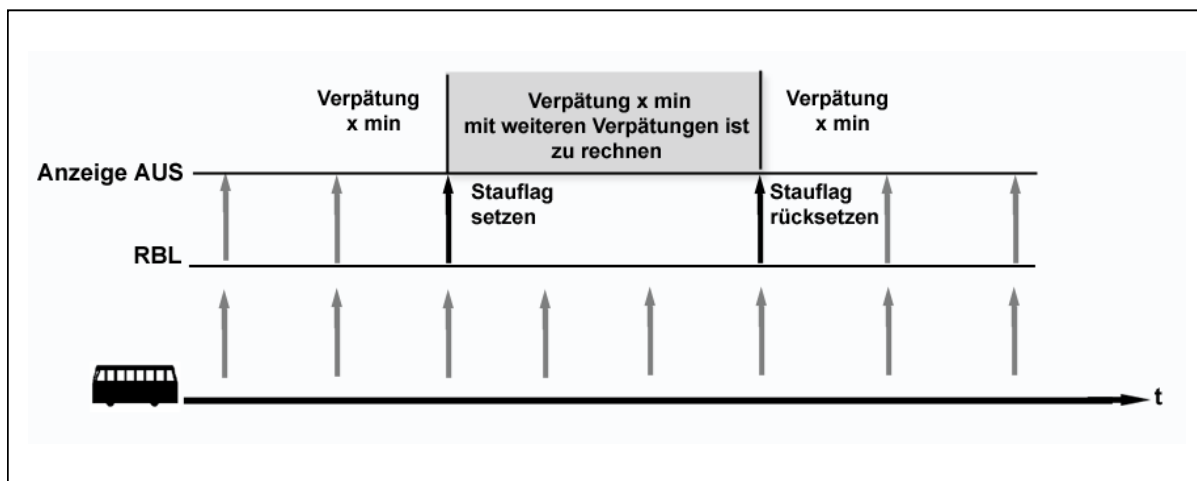 Verpätung
x min
Verpätung x min
mit weiteren Verpätungen ist
zu rechnen
Verpätung
x min
Anzeige AUS
Stauflag
setzen
Stauflag
rücksetzen
RBL
t